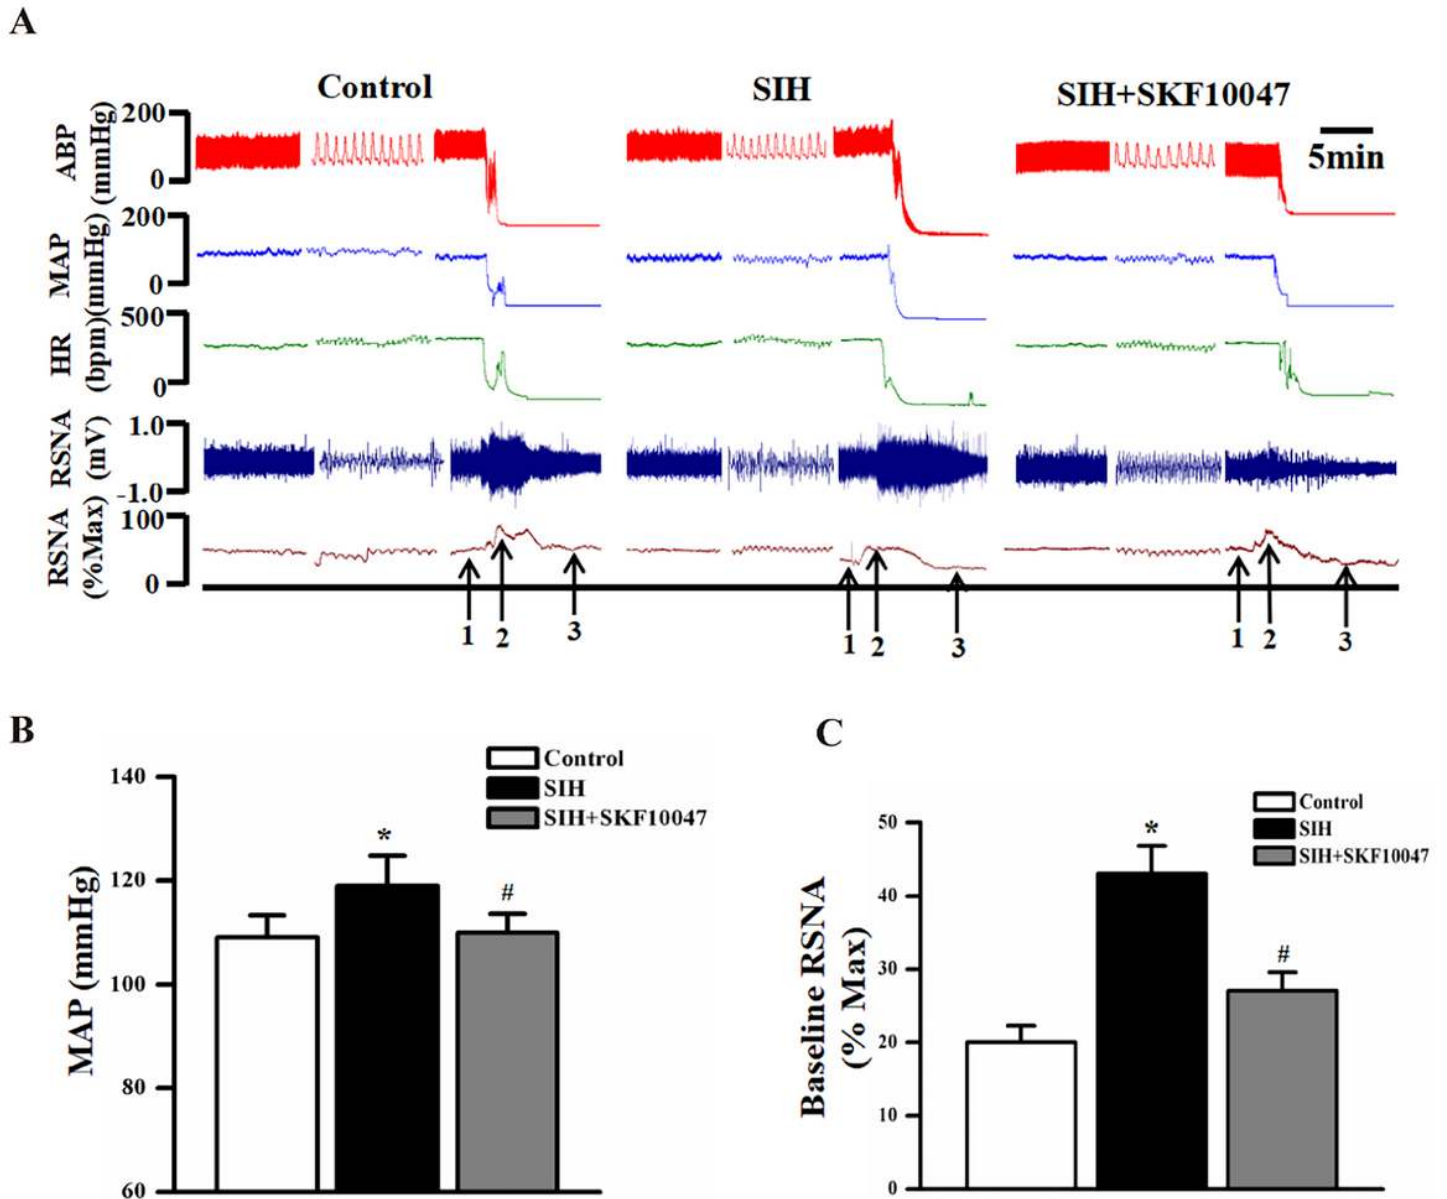 A
Control
SIH
SIH+SKF10047
5min
ABP
(mmHg)
200
0
MAP
(mmHg)
200
0
HR
(bpm)
500
0
RSNA
(mV)
1.0
-1.0
RSNA
(%Max)
100
0
1
2
3
1
2
3
1
2
3
B
MAP (mmHg)
140
120
100
80
60
*
#
Control
SIH
SIH+SKF10047
C
Baseline RSNA
(% Max)
50
40
30
20
10
0
*
#
Control
SIH
SIH+SKF10047